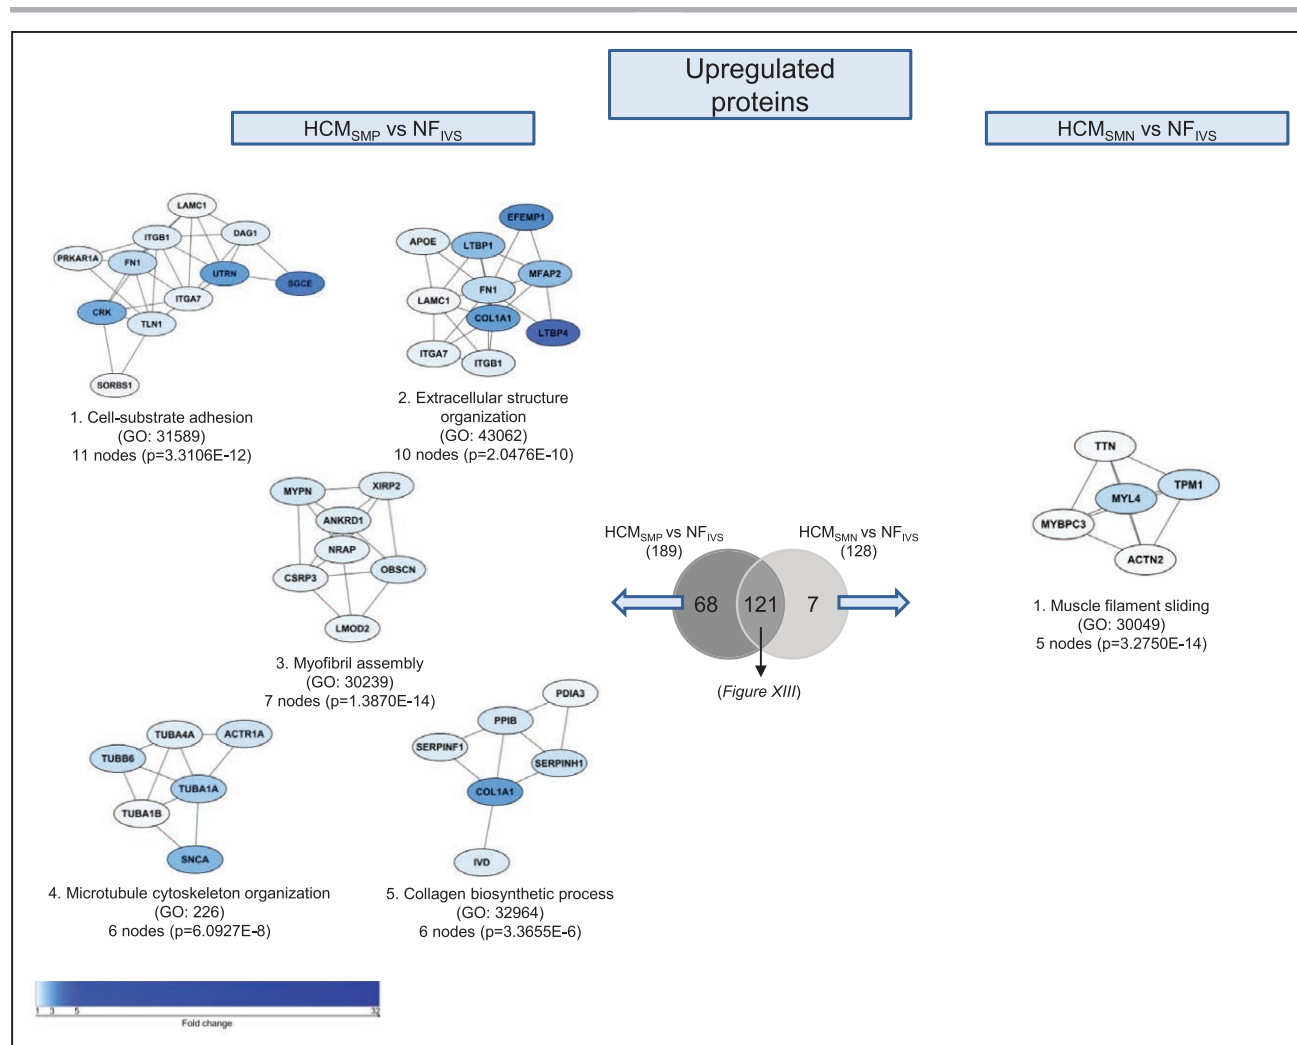 Upregulated
proteins
HCMSMP vs NFIVS
HCMSMN vs NFIVS
LAMC1
ITGB1
DAG1
PRKAR1A
FN1
UTRN
SGCE
ITGA7
CRK
TLN1
SORBS1
1. Cell-substrate adhesion
(GO: 31589)
11 nodes (p=3.3106E-12)
EFEMP1
APOE
LTBP1
MFAP2
FN1
LAMC1
COL1A1
LTBP4
ITGA7
ITGB1
2. Extracellular structure
organization
(GO: 43062)
10 nodes (p=2.0476E-10)
MYPN
XIRP2
ANKRD1
NRAP
CSRP3
OBSCN
LMOD2
3. Myofibril assembly
(GO: 30239)
7 nodes (p=1.3870E-14)
TUBA4A
ACTR1A
TUBB6
TUBA1A
TUBA1B
SNCA
4. Microtubule cytoskeleton organization
(GO: 226)
6 nodes (p=6.0927E-8)
PDIA3
PPIB
SERPINF1
SERPINH1
COL1A1
IVD
5. Collagen biosynthetic process
(GO: 32964)
6 nodes (p=3.3655E-6)
HCMSMP vs NFIVS
(189)
HCMSMN vs NFIVS
(128)
68
121
7
(Figure XIII)
TTN
TPM1
MYL4
MYBPC3
ACTN2
1. Muscle filament sliding
(GO: 30049)
5 nodes (p=3.2750E-14)
1 3 5 32
Fold change